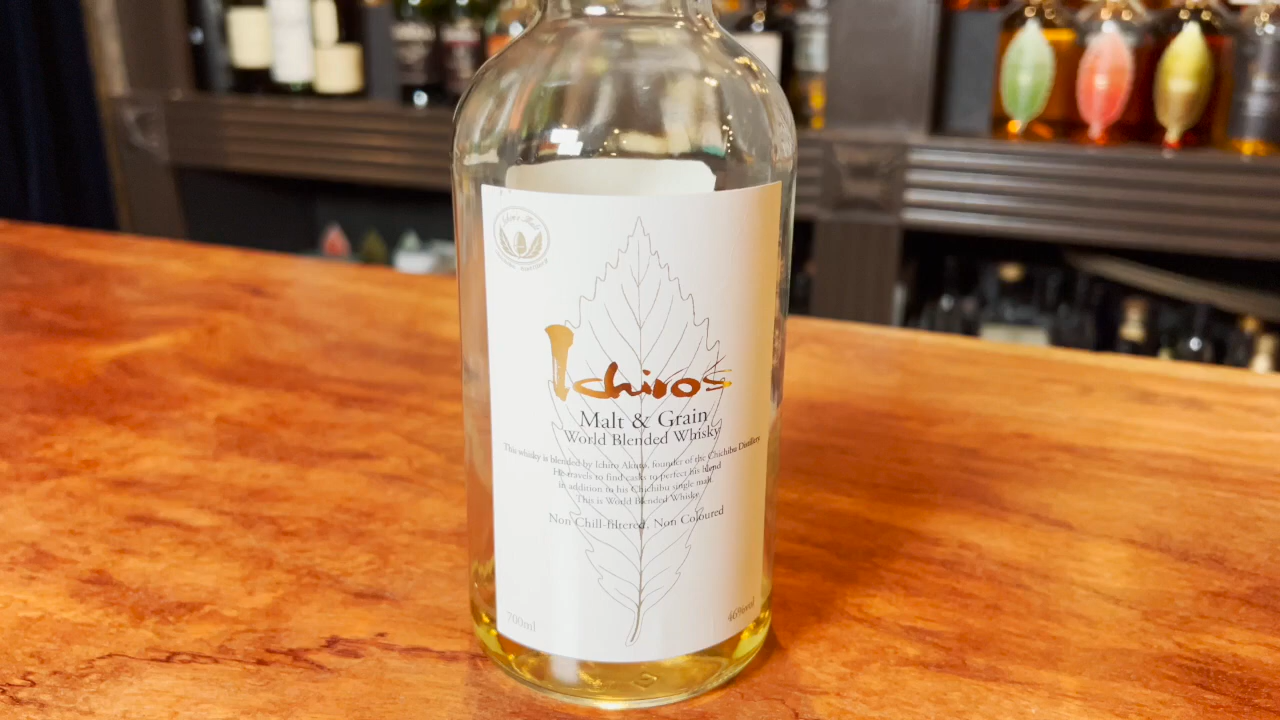 Ichiro's Malt
Ichiros
Malt & Grain
World Blended Whisky
This whisky is blended by Ichiro Akuto, founder of the Chichibu Distillery
He travels to find casks to perfect his blend
In addition to his Chichibu single malt
This is World Blended Whisky
Non Chill-filtered, Non Coloured
700ml
46%vol